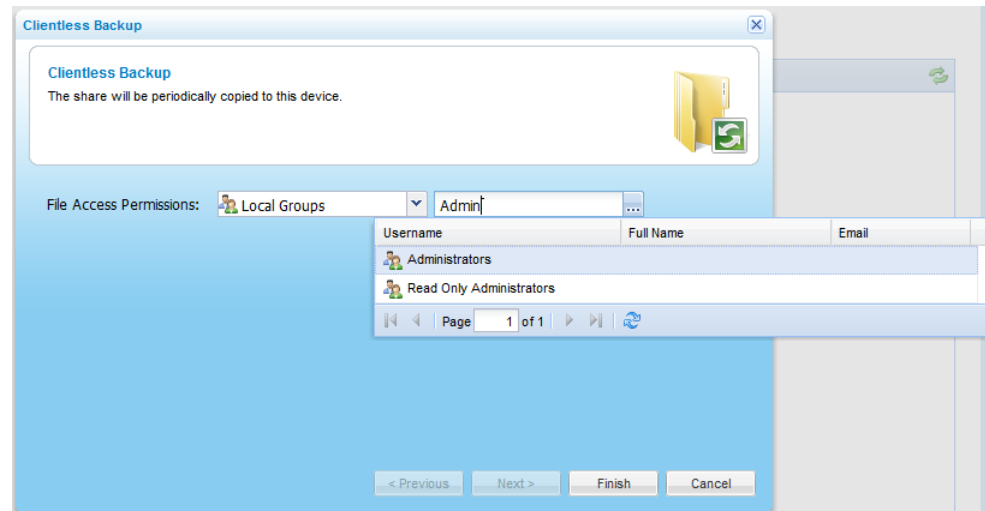 Clientless Backup
Clientless Backup
The share will be periodically copied to this device.
File Access Permissions: Local Groups Admin ...
Username Full Name Email
Administrators
Read Only Administrators
Page 1 of 1
< Previous Next > Finish Cancel